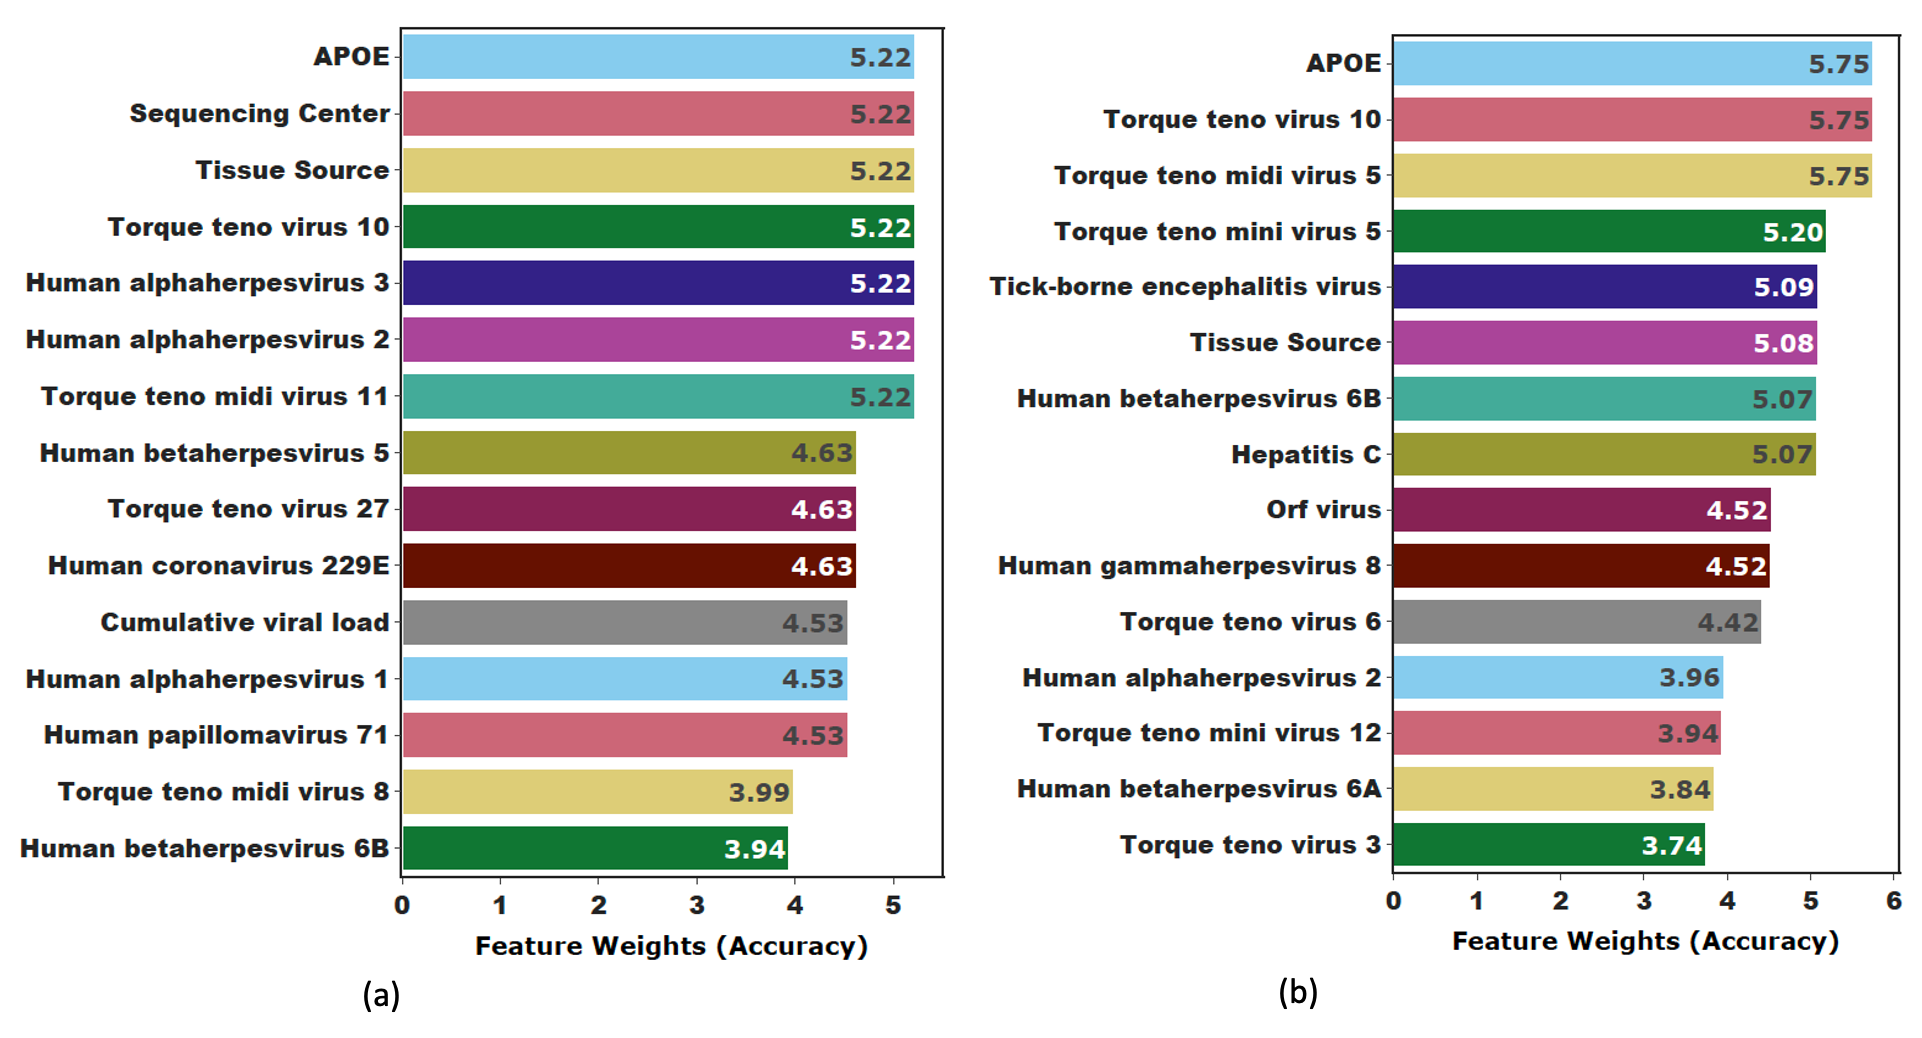 APOE 5.22
Sequencing Center 5.22
Tissue Source 5.22
Torque teno virus 10 5.22
Human alphaherpesvirus 3 5.22
Human alphaherpesvirus 2 5.22
Torque teno midi virus 11 5.22
Human betaherpesvirus 5 4.63
Torque teno virus 27 4.63
Human coronavirus 229E 4.63
Cumulative viral load 4.53
Human alphaherpesvirus 1 4.53
Human papillomavirus 71 4.53
Torque teno midi virus 8 3.99
Human betaherpesvirus 6B 3.94
0 1 2 3 4 5
Feature Weights (Accuracy)
(a)
APOE 5.75
Torque teno virus 10 5.75
Torque teno midi virus 5 5.75
Torque teno mini virus 5 5.20
Tick-borne encephalitis virus 5.09
Tissue Source 5.08
Human betaherpesvirus 6B 5.07
Hepatitis C 5.07
Orf virus 4.52
Human gammaherpesvirus 8 4.52
Torque teno virus 6 4.42
Human alphaherpesvirus 2 3.96
Torque teno mini virus 12 3.94
Human betaherpesvirus 6A 3.84
Torque teno virus 3 3.74
0 1 2 3 4 5 6
Feature Weights (Accuracy)
(b)